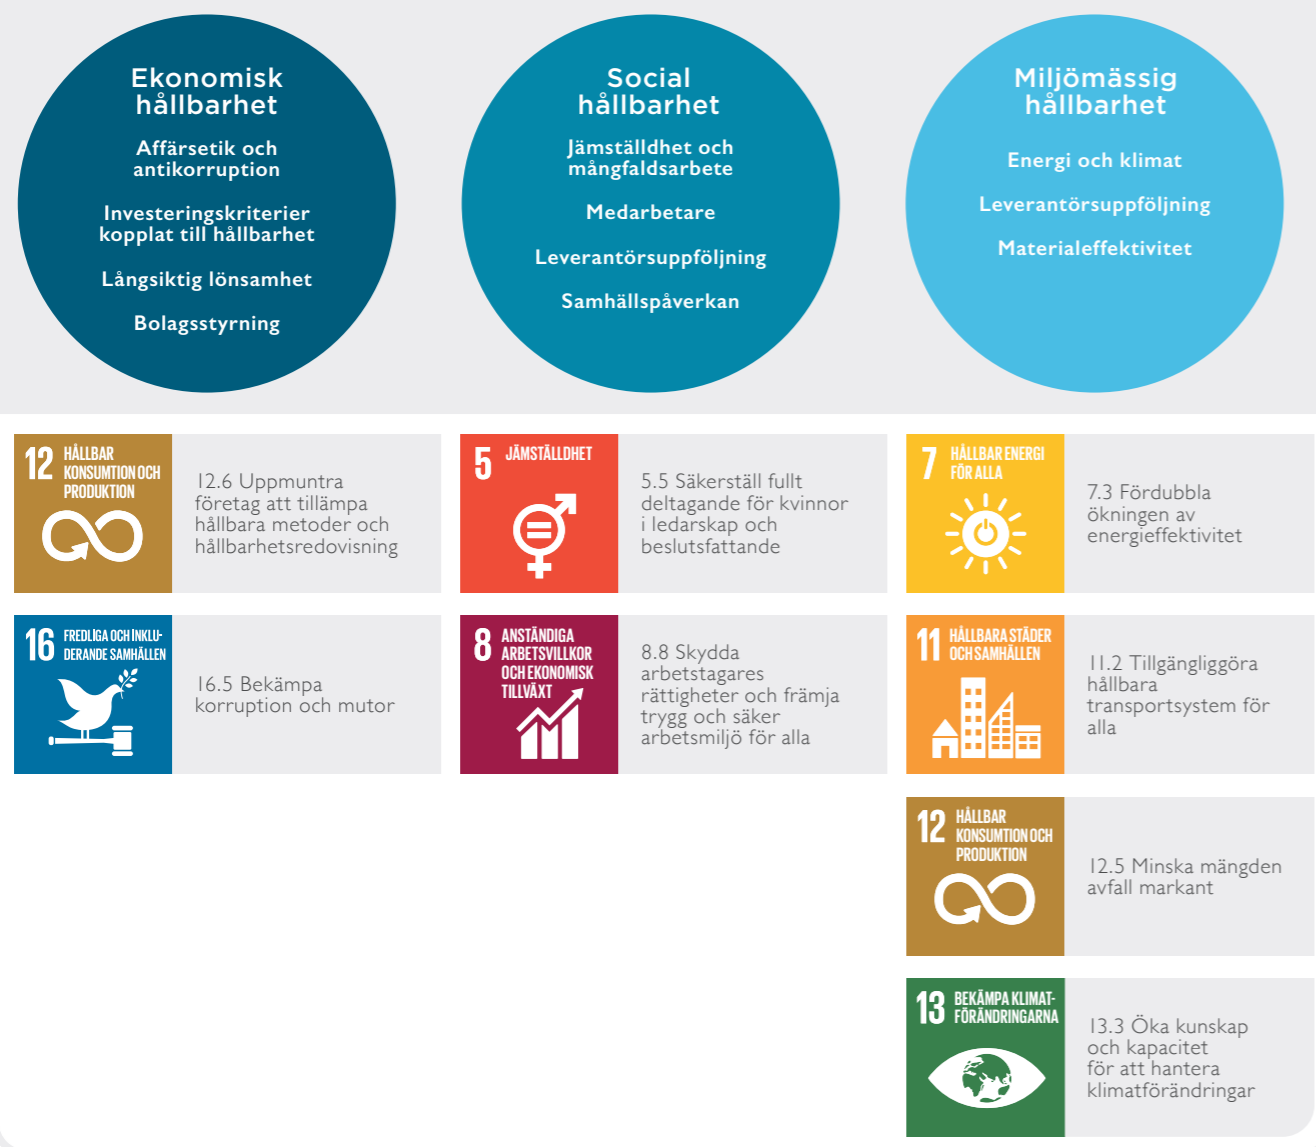 Ekonomisk
hållbarhet
Affärsetik och
antikorruption
Investeringskriterier
kopplat till hållbarhet
Långsiktig lönsamhet
Bolagsstyrning
Social
hållbarhet
Jämställdhet och
mångfaldsarbete
Medarbetare
Leverantörsuppföljning
Samhällspåverkan
Miljömässig
hållbarhet
Energi och klimat
Leverantörsuppföljning
Materialeffektivitet
12 HÅLLBAR
KONSUMTION OCH
PRODUKTION
12.6 Uppmuntra
företag att tillämpa
hållbara metoder och
hållbarhetsredovisning
16 FREDLIGA OCH INKLU-
DERANDE SAMHÄLLEN
16.5 Bekämpa
korruption och mutor
5 JÄMSTÄLLDHET
5.5 Säkerställ fullt
deltagande för kvinnor
i ledarskap och
beslutsfattande
8 ANSTÄNDIGA
ARBETSVILLKOR
OCH EKONOMISK
TILLVÄXT
8.8 Skydda
arbetstagares
rättigheter och främja
trygg och säker
arbetsmiljö för alla
7 HÅLLBAR ENERGI
FÖR ALLA
7.3 Fördubbla
ökningen av
energieffektivitet
11 HÅLLBARA STÄDER
OCH SAMHÄLLEN
11.2 Tillgängliggöra
hållbara
transportsystem för
alla
12 HÅLLBAR
KONSUMTION OCH
PRODUKTION
12.5 Minska mängden
avfall markant
13 BEKÄMPA KLIMAT-
FÖRÄNDRINGARNA
13.3 Öka kunskap
och kapacitet
för att hantera
klimatförändringar